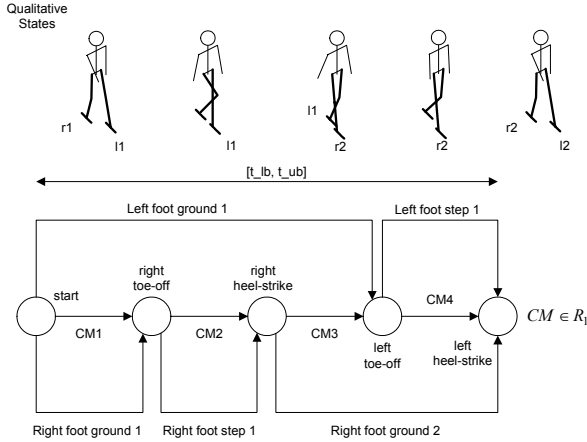 Qualitative
States
r1
l1
l1
l1
r2
r2
r2
l2
[t_lb, t_ub]
Left foot ground 1
Left foot step 1
start
right
toe-off
right
heel-strike
CM1
CM2
CM3
CM4
left
toe-off
left
heel-strike
CM ∈ R₁
Right foot ground 1
Right foot step 1
Right foot ground 2